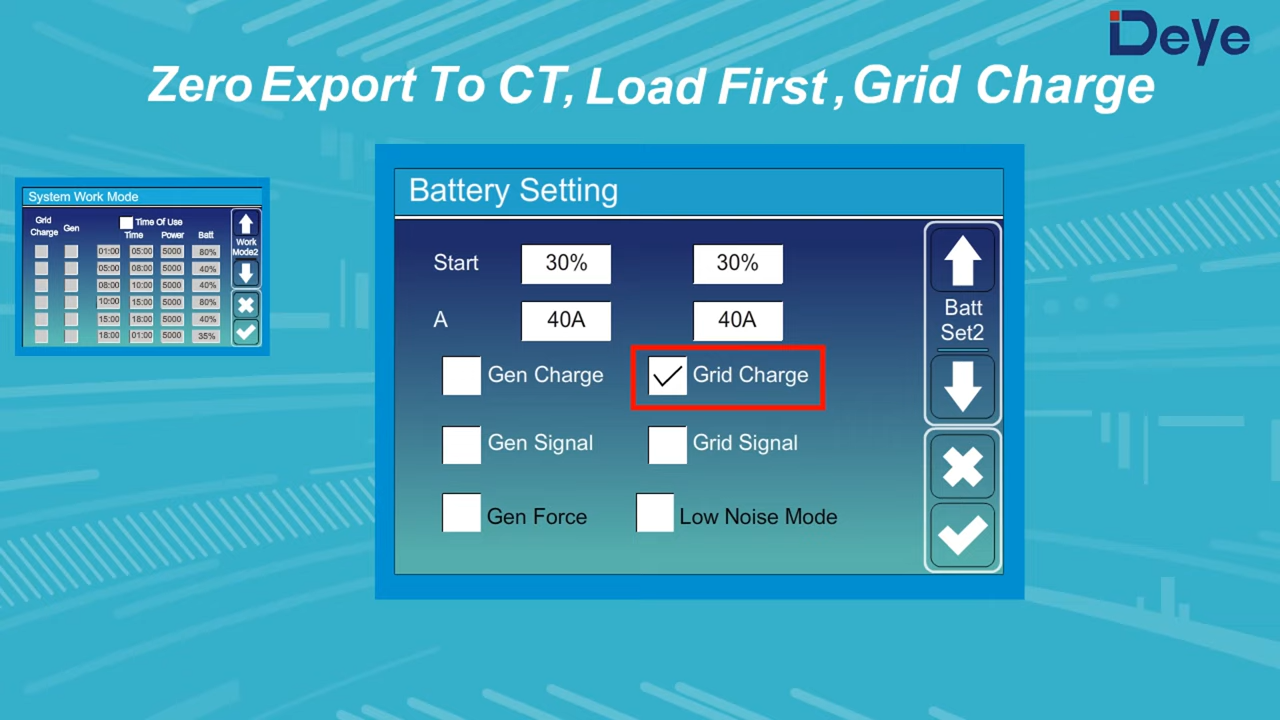 Deye
Zero Export To CT, Load First, Grid Charge
System Work Mode
Grid Charge Gen Time Of Use
Time Power Batt
01:00 05:00 5000 80%
05:00 08:00 5000 40%
08:00 10:00 5000 40%
10:00 15:00 5000 80%
15:00 18:00 5000 40%
18:00 01:00 5000 35%
Work
Mode2
Battery Setting
Start 30% 30%
A 40A 40A
Gen Charge Grid Charge
Gen Signal Grid Signal
Gen Force Low Noise Mode
Batt
Set2